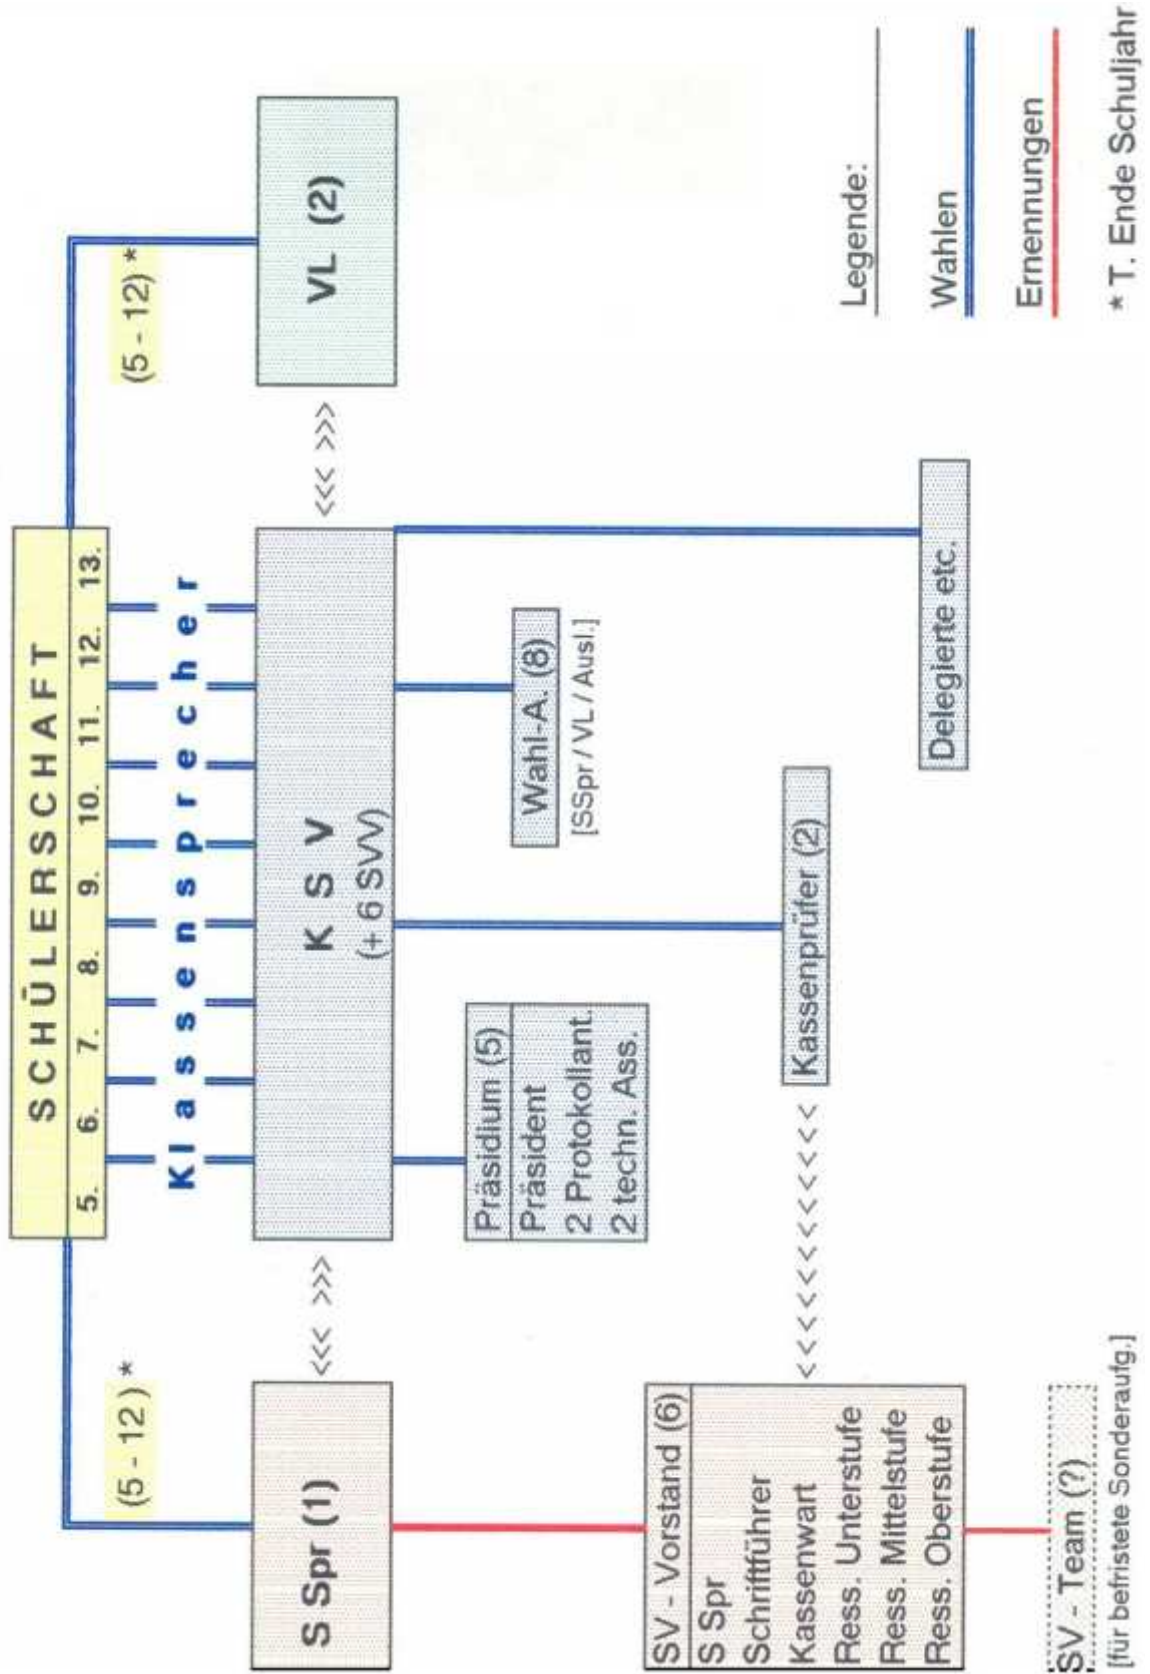 S C H Ü L E R S C H A F T
5. 6. 7. 8. 9. 10. 11. 12. 13.
(5 - 12 ) *
(5 - 12) *
K l a s s e n s p r e c h e r
S Spr (1)
<<< >>>
K S V
(+ 6 SVV)
<<< >>>
VL (2)
Präsidium (5)
Präsident
2 Protokollant.
2 techn. Ass.
Wahl-A. (8)
[SSpr / VL / Ausl.]
SV - Vorstand (6)
S Spr
Schriftführer
Kassenwart
Ress. Unterstufe
Ress. Mittelstufe
Ress. Oberstufe
<<<<<<<<<<<<<
Kassenprüfer (2)
Delegierte etc.
SV - Team (?)
[für befristete Sonderaufg.]
Legende:
Wahlen
Ernennungen
* T. Ende Schuljahr